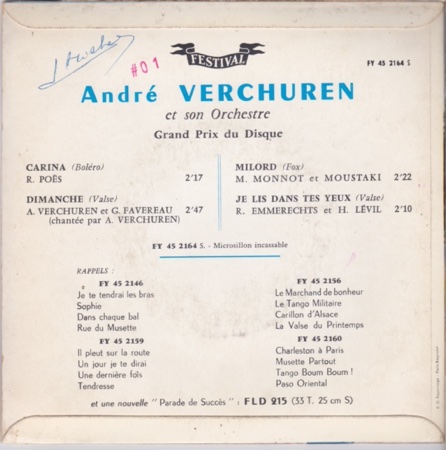 FESTIVAL
FY 45 2164 S
#01
André VERCHUREN
et son Orchestre
Grand Prix du Disque
CARINA (Boléro)
R. POËS 2'17
DIMANCHE (Valse)
A. VERCHUREN et G. FAVEREAU 2'47
(chantée par A. VERCHUREN)
MILORD (Fox)
M. MONNOT et MOUSTAKI 2'22
JE LIS DANS TES YEUX (Valse)
R. EMMERECHTS et H. LÉVIL 2'10
FY 45 2164 S. - Microsillon incassable
RAPPELS :
FY 45 2146
Je te tendrai les bras
Sophie
Dans chaque bal
Rue du Musette
FY 45 2159
Il pleut sur la route
Un jour je te dirai
Une dernière foîs
Tendresse
FY 45 2156
Le Marchand de bonheur
Le Tango Militaire
Carillon d'Alsace
La Valse du Printemps
FY 45 2160
Charleston à Paris
Musette Partout
Tango Boum Boum !
Paso Oriental
et une nouvelle "Parade de Succès" : FLD 215 (33 T. 25 cm S)